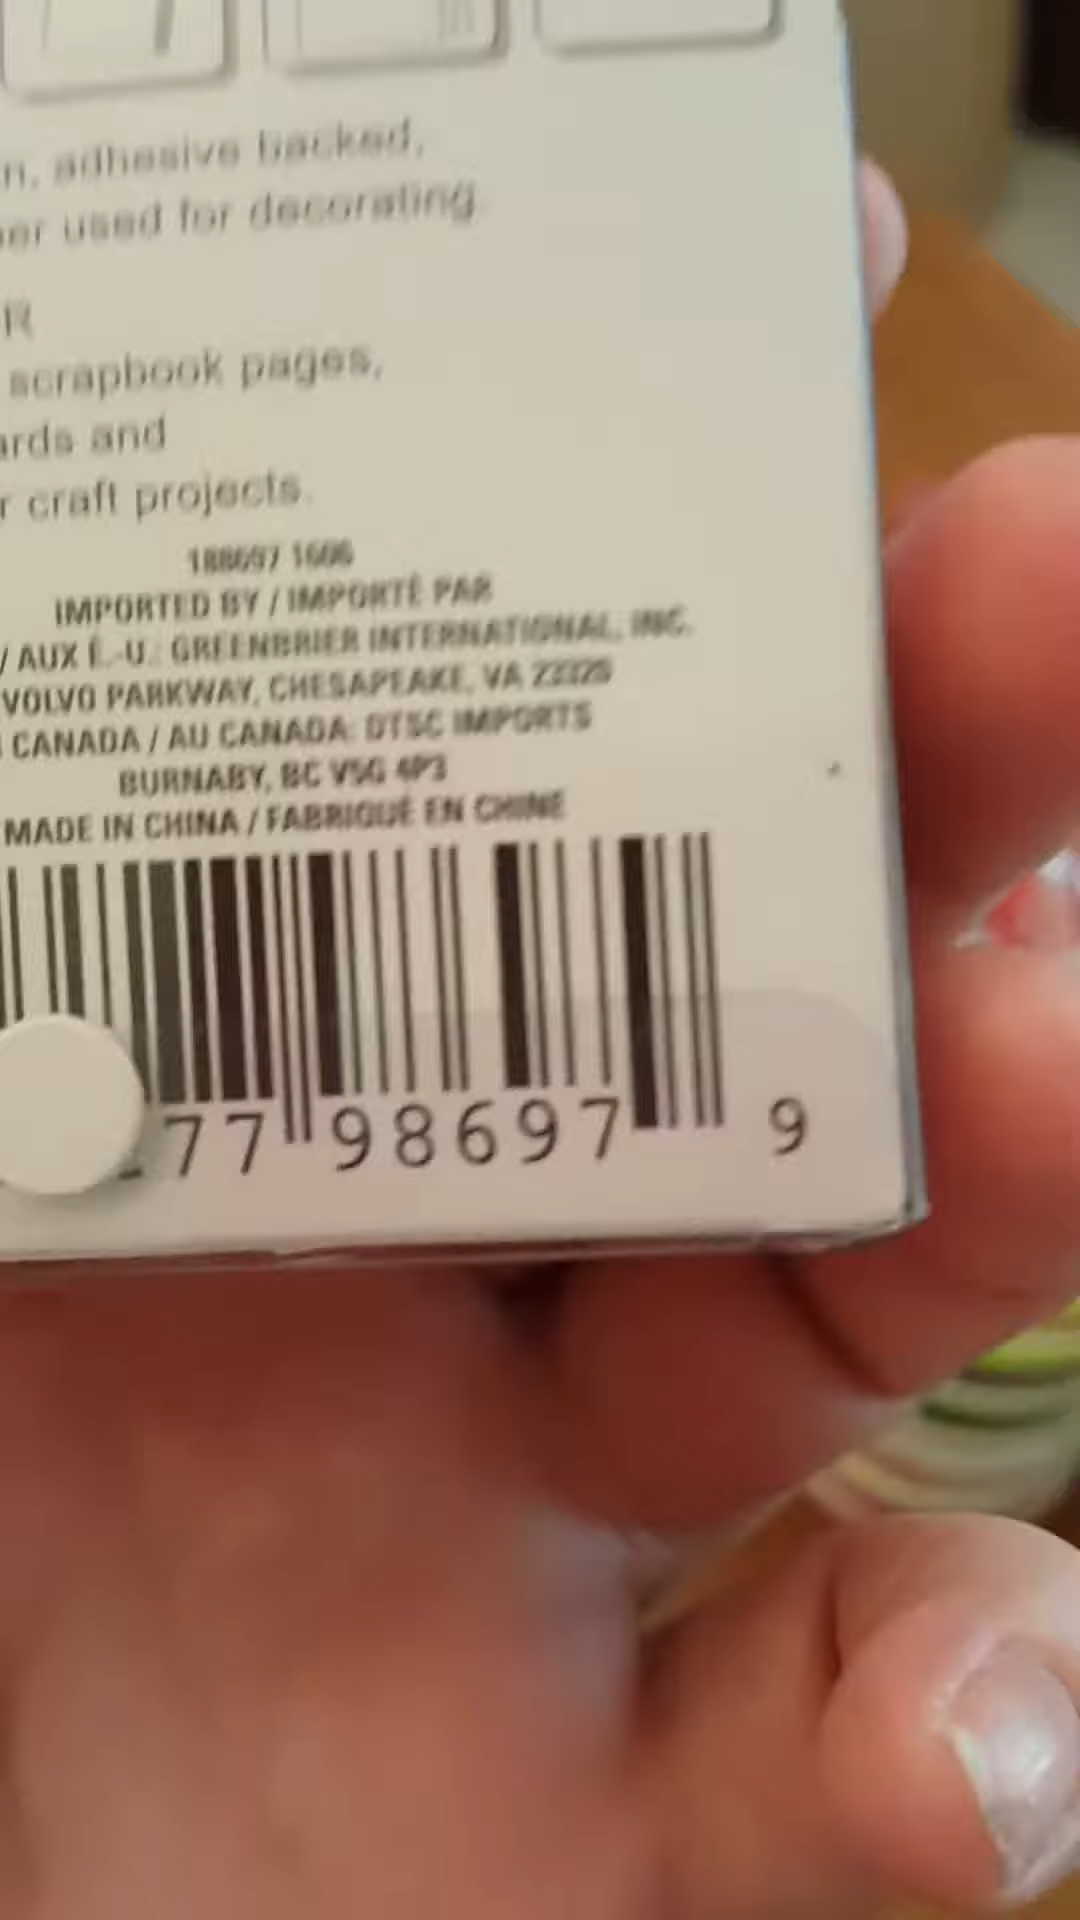 adhesive backed,
used for decorating
scrapbook pages,
and
craft projects.
188697 1606
IMPORTED BY / IMPORTÉ PAR
/ AUX É.-U.: GREENBRIER INTERNATIONAL, INC.
VOLVO PARKWAY, CHESAPEAKE, VA 23320
CANADA / AU CANADA: DTSC IMPORTS
BURNABY, BC V5G 4P3
MADE IN CHINA / FABRIQUÉ EN CHINE
77 98697 9